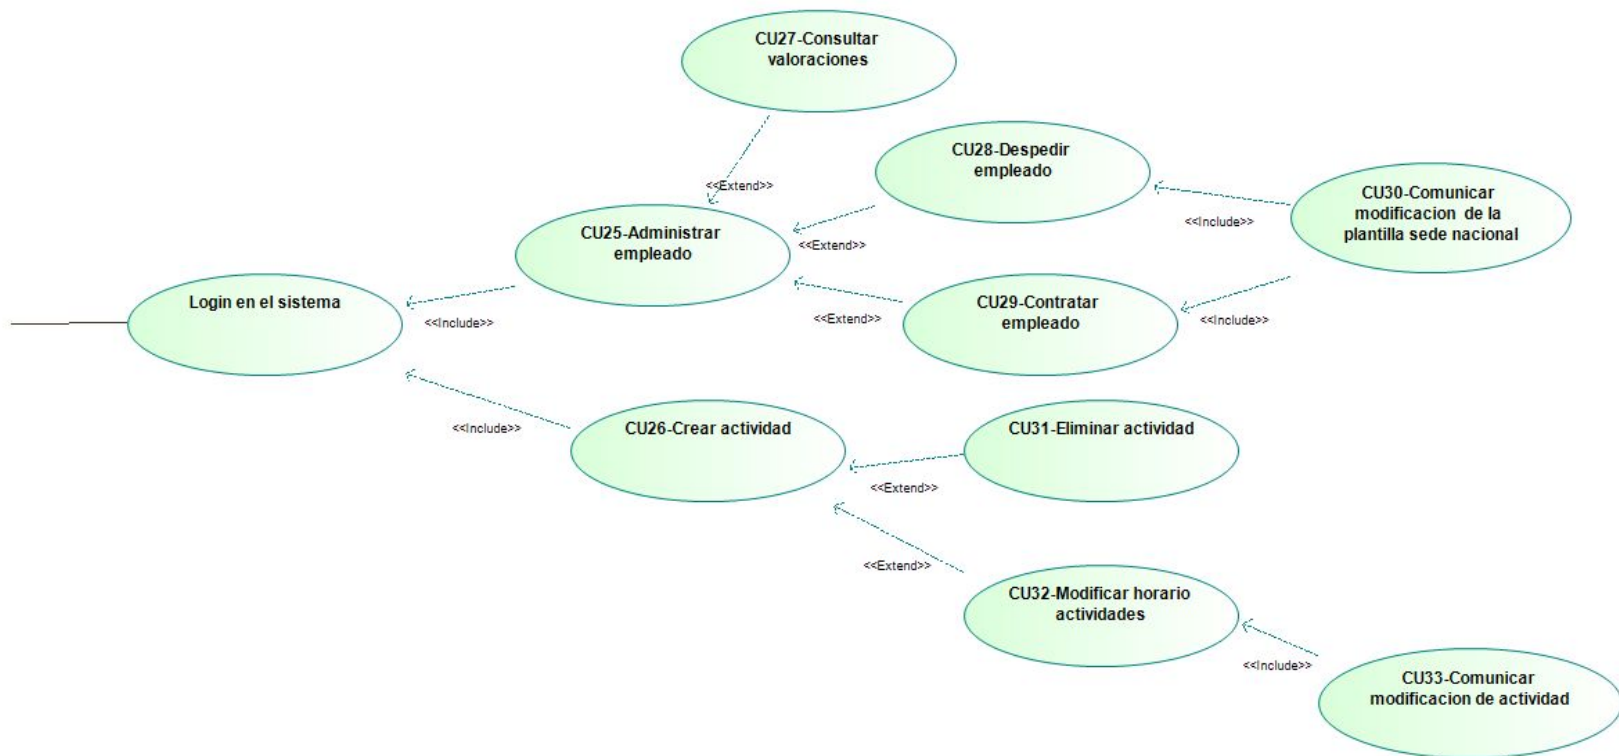 CU27-Consultar
valoraciones
<<Extend>>
CU28-Despedir
empleado
CU30-Comunicar
modificacion de la
plantilla sede nacional
<<Include>>
CU25-Administrar
empleado
<<Extend>>
CU29-Contratar
empleado
<<Extend>>
<<Include>>
Login en el sistema
<<Include>>
<<Include>>
CU26-Crear actividad
CU31-Eliminar actividad
<<Extend>>
<<Extend>>
CU32-Modificar horario
actividades
<<Include>>
CU33-Comunicar
modificacion de actividad